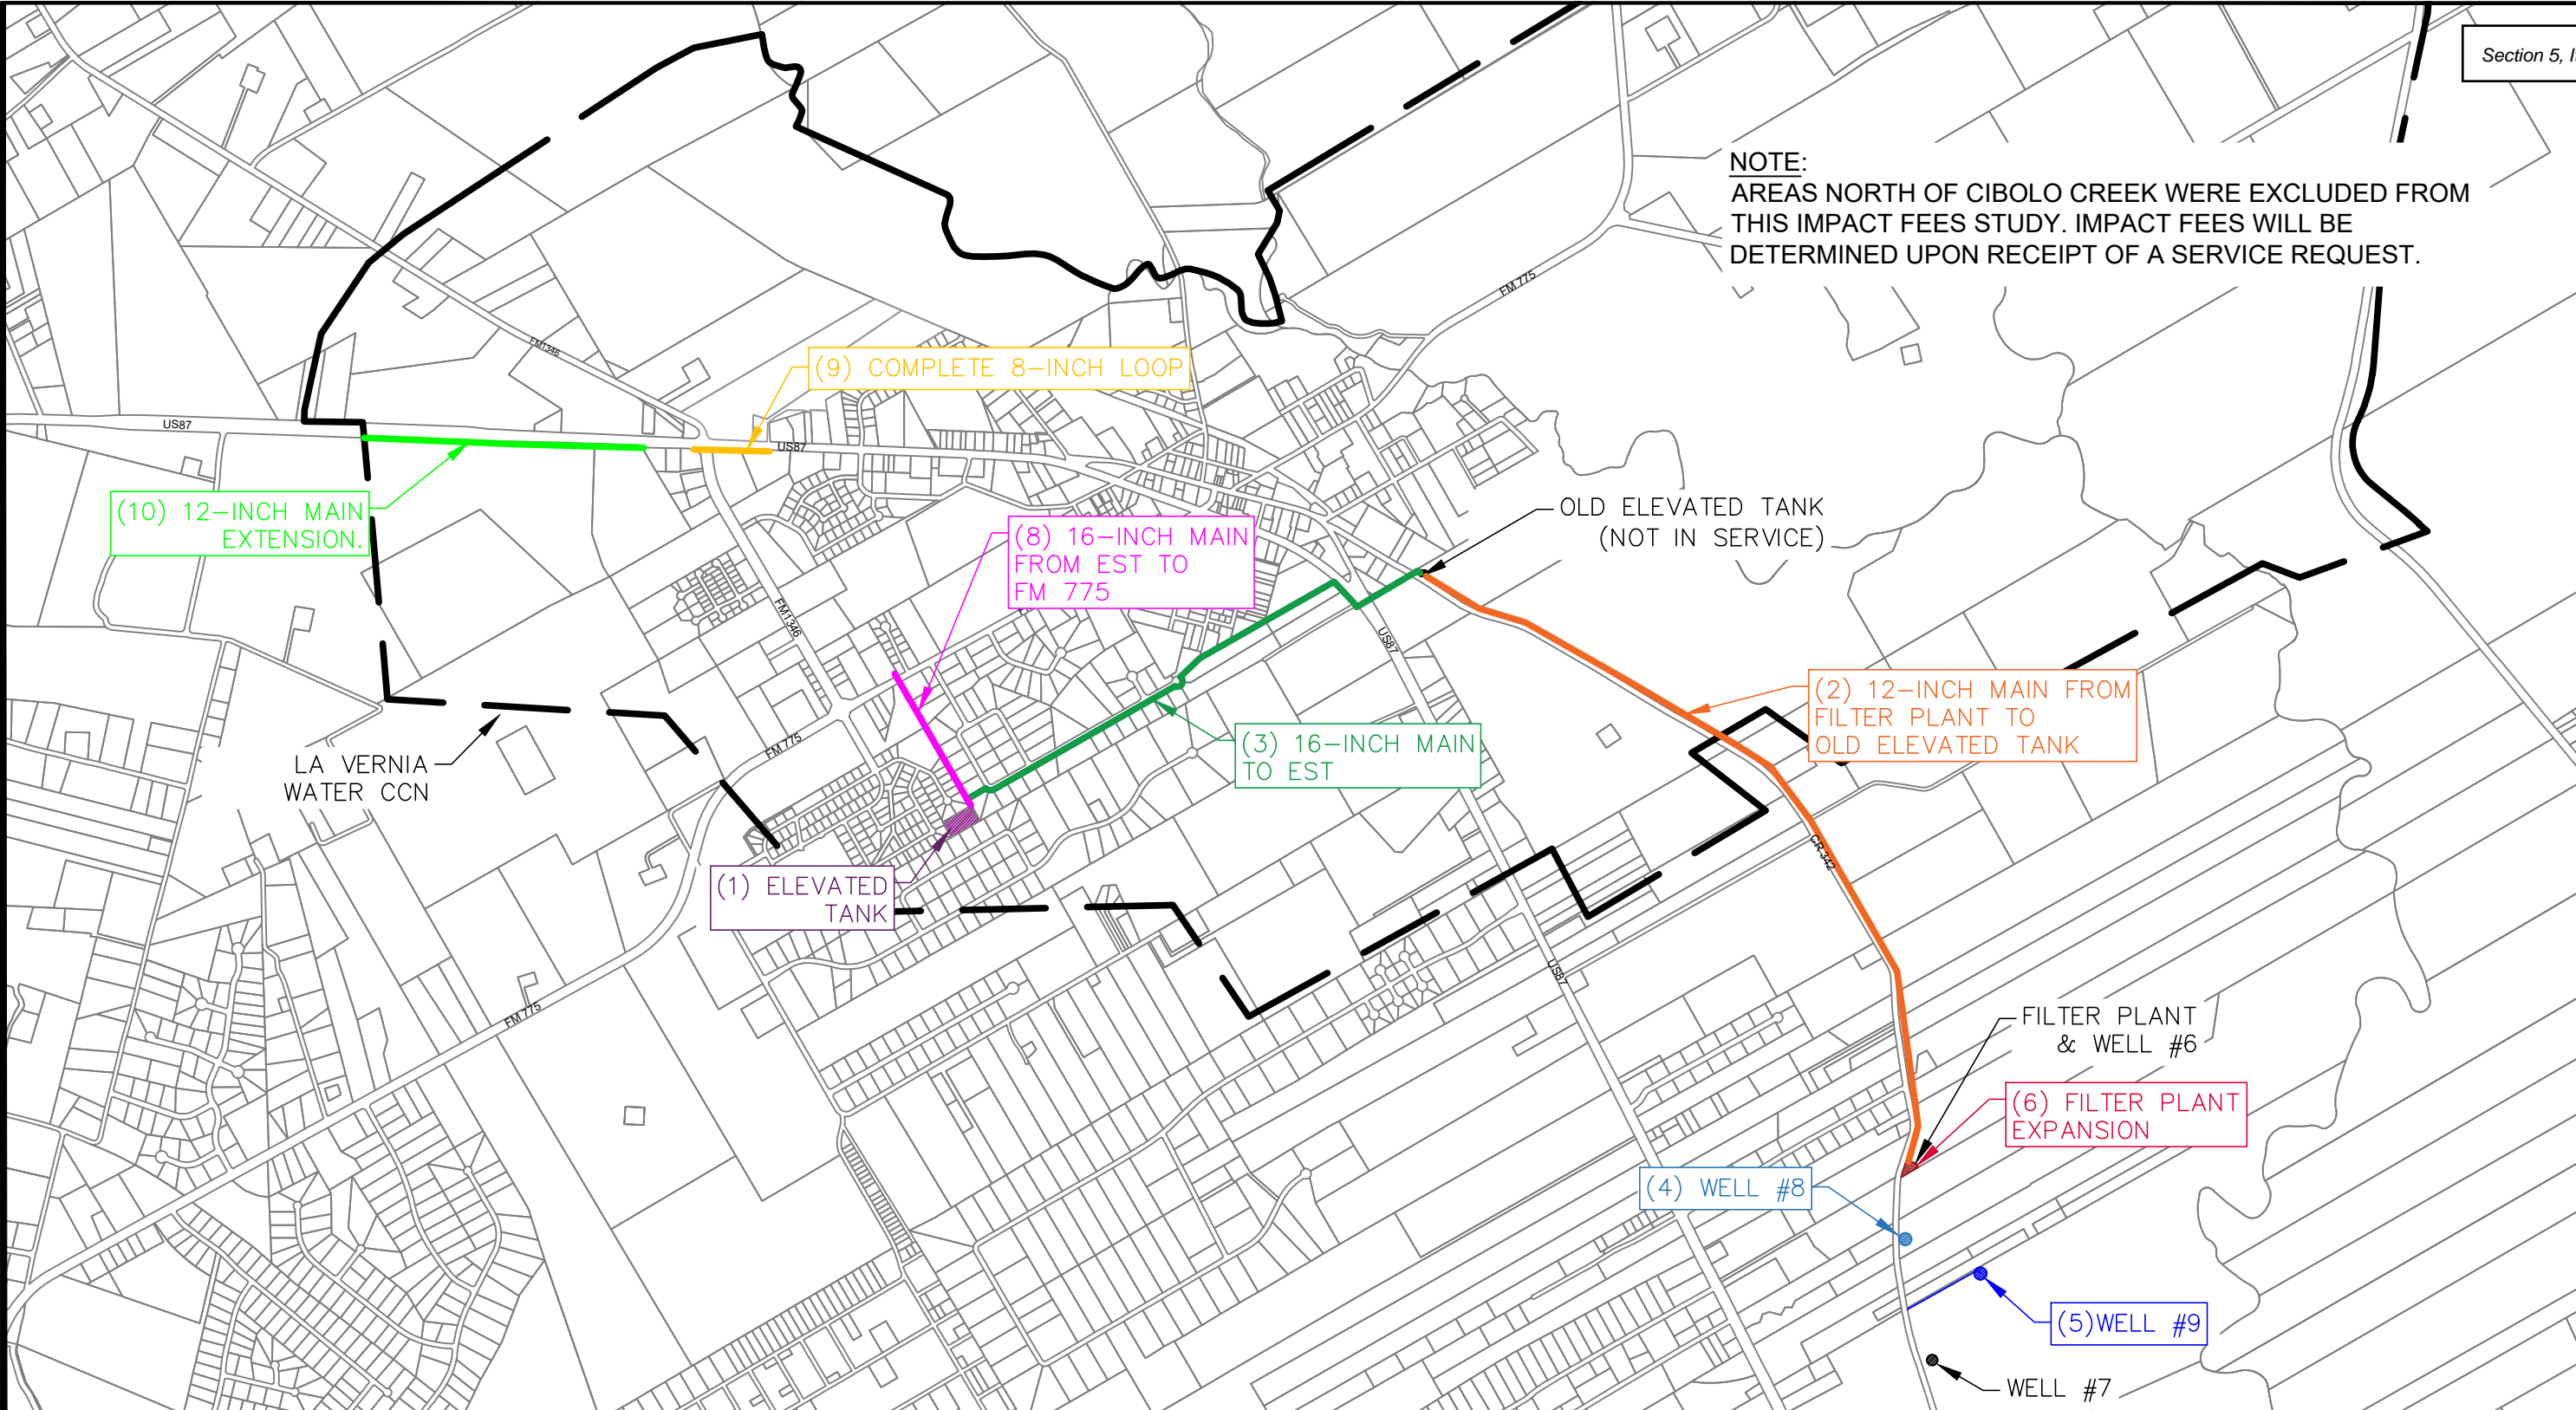 Section 5, I
NOTE:
AREAS NORTH OF CIBOLO CREEK WERE EXCLUDED FROM
THIS IMPACT FEES STUDY. IMPACT FEES WILL BE
DETERMINED UPON RECEIPT OF A SERVICE REQUEST.
FM 775
FM1346
(9) COMPLETE 8-INCH LOOP
US87
US87
(10) 12-INCH MAIN
EXTENSION.
(8) 16-INCH MAIN
FROM EST TO
FM 775
OLD ELEVATED TANK
(NOT IN SERVICE)
FM1346
US87
(2) 12-INCH MAIN FROM
FILTER PLANT TO
OLD ELEVATED TANK
(3) 16-INCH MAIN
TO EST
LA VERNIA
WATER CCN
FM 775
CR 342
(1) ELEVATED
TANK
US87
FM 775
FILTER PLANT
& WELL #6
(6) FILTER PLANT
EXPANSION
(4) WELL #8
(5)WELL #9
WELL #7